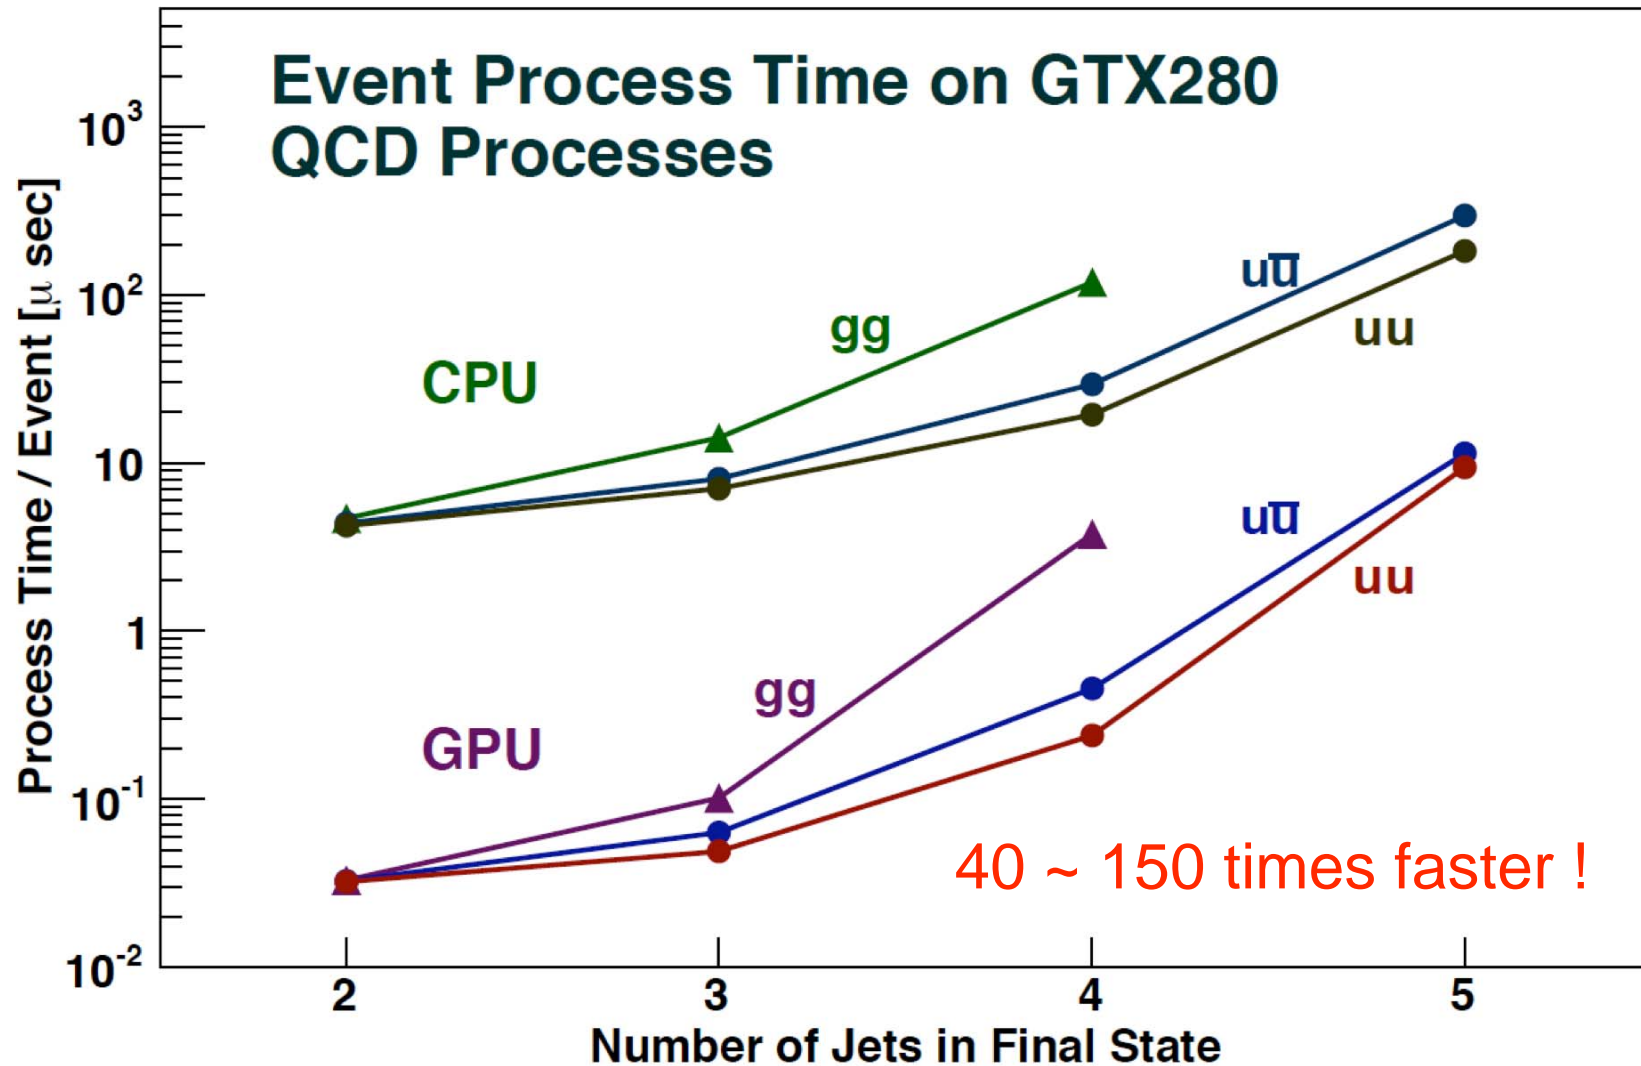 Event Process Time on GTX280
QCD Processes
Process Time / Event [μ sec]
10³
10²
10
1
10⁻¹
10⁻²
CPU
gg
uu̅
uu
GPU
gg
uu̅
uu
40 ~ 150 times faster !
2 3 4 5
Number of Jets in Final State